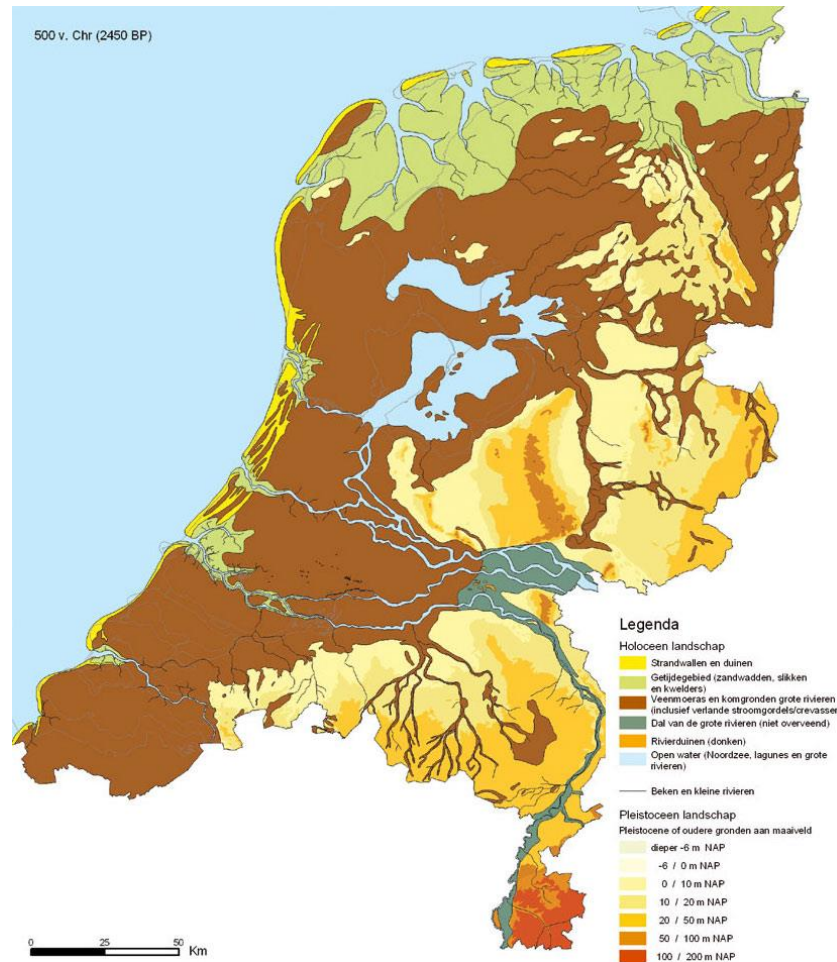 500 v. Chr (2450 BP)
Legenda
Holoceen landschap
Strandwallen en duinen
Getijdegebied (zandwadden, slikken
en kwelders)
Veenmoeras en komgronden grote rivieren
(inclusief verlande stroomgordels/crevasse
Dal van de grote rivieren (niet overveend)
Rivierduinen (donken)
Open water (Noordzee, lagunes en grote
rivieren)
Beken en kleine rivieren
Pleistoceen landschap
Pleistocene of oudere gronden aan maaiveld
dieper -6 m NAP
-6 / 0 m NAP
0 / 10 m NAP
10 / 20 m NAP
20 / 50 m NAP
50 / 100 m NAP
100 / 200 m NAP
0 25 50
Km